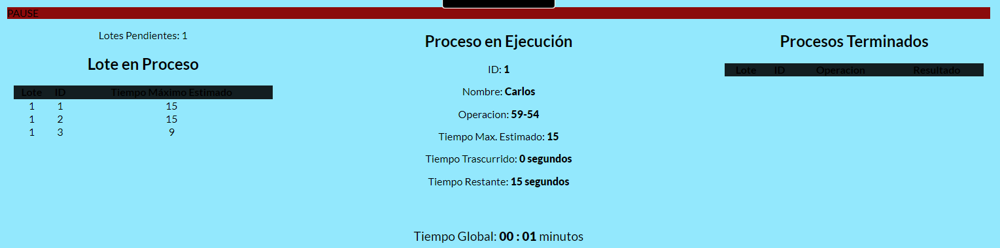 PAUSE
Lotes Pendientes: 1
Lote en Proceso
Lote ID Tiempo Máximo Estimado
1 1 15
1 2 15
1 3 9
Proceso en Ejecución
ID: 1
Nombre: Carlos
Operacion: 59-54
Tiempo Max. Estimado: 15
Tiempo Trascurrido: 0 segundos
Tiempo Restante: 15 segundos
Procesos Terminados
Lote ID Operacion Resultado
Tiempo Global: 00 : 01 minutos